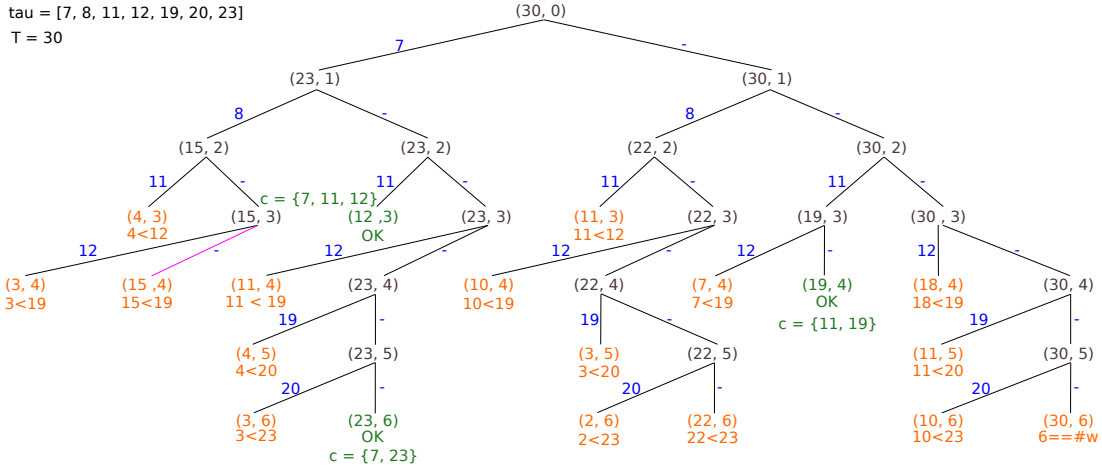 tau = [7, 8, 11, 12, 19, 20, 23]
T = 30
(30, 0)
7 -
(23, 1) (30, 1)
8 - 8 -
(15, 2) (23, 2) (22, 2) (30, 2)
11 - 11 - 11 - 11 -
c = {7, 11, 12}
(4, 3) (15, 3) (12 ,3) (23, 3) (11, 3) (22, 3) (19, 3) (30 , 3)
4<12 OK 11<12
12 - 12 - 12 - 12 - 12 -
(3, 4) (15 ,4) (11, 4) (23, 4) (10, 4) (22, 4) (7, 4) (19, 4) (18, 4) (30, 4)
3<19 15<19 11 < 19 10<19 7<19 OK 18<19
19 - 19 - c = {11, 19} 19 -
(4, 5) (23, 5) (3, 5) (22, 5) (11, 5) (30, 5)
4<20 3<20 11<20
20 - 20 - 20 -
(3, 6) (23, 6) (2, 6) (22, 6) (10, 6) (30, 6)
3<23 OK 2<23 22<23 10<23 6==#w
c = {7, 23}